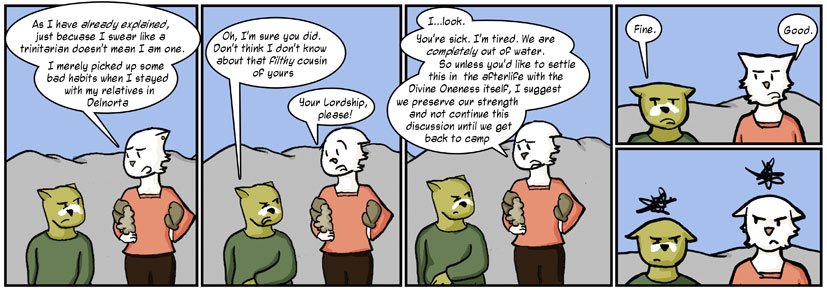 As I have already explained,
just becuase I swear like a
trinitarian doesn't mean I am one.
I merely picked up some
bad habits when I stayed
with my relatives in
Delnorta
Oh, I'm sure you did.
Don't think I don't know
about that filthy cousin
of yours
Your Lordship,
please!
I...look.
You're sick. I'm tired. We are
completely out of water.
So unless you'd like to settle
this in the afterlife with the
Divine Oneness itself, I suggest
we preserve our strength
and not continue this
discussion until we get
back to camp
Fine.
Good.